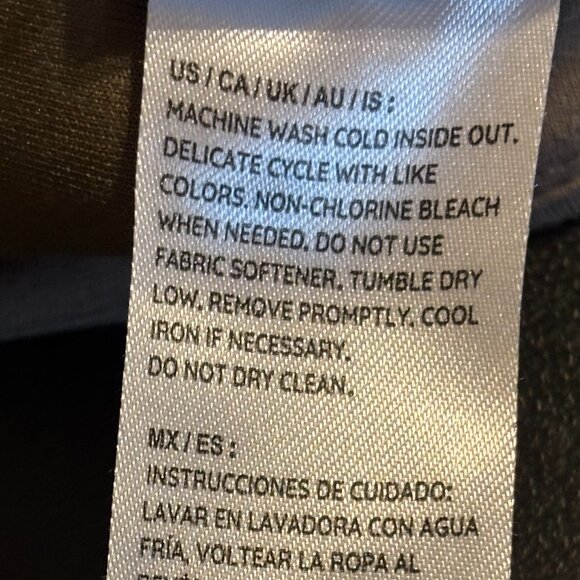 US / CA / UK / AU / IS :
MACHINE WASH COLD INSIDE OUT.
DELICATE CYCLE WITH LIKE
COLORS. NON-CHLORINE BLEACH
WHEN NEEDED. DO NOT USE
FABRIC SOFTENER. TUMBLE DRY
LOW. REMOVE PROMPTLY. COOL
IRON IF NECESSARY.
DO NOT DRY CLEAN.
MX / ES :
INSTRUCCIONES DE CUIDADO:
LAVAR EN LAVADORA CON AGUA
FRÍA, VOLTEAR LA ROPA AL